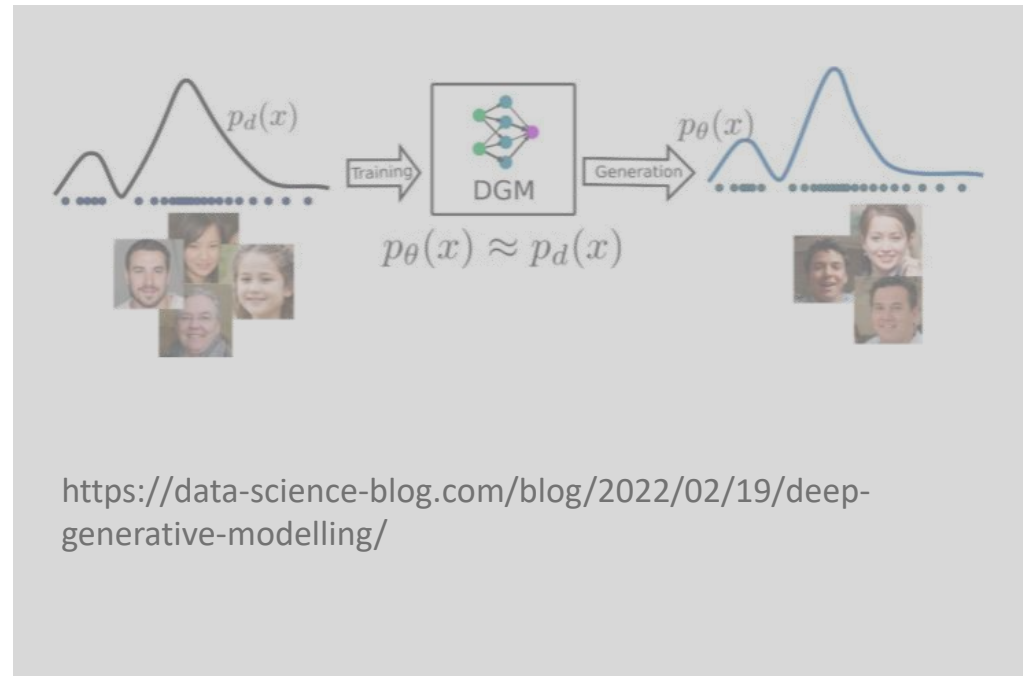 p_d(x)
Training
DGM
Generation
p_θ(x)
p_θ(x) ≈ p_d(x)
https://data-science-blog.com/blog/2022/02/19/deep-
generative-modelling/